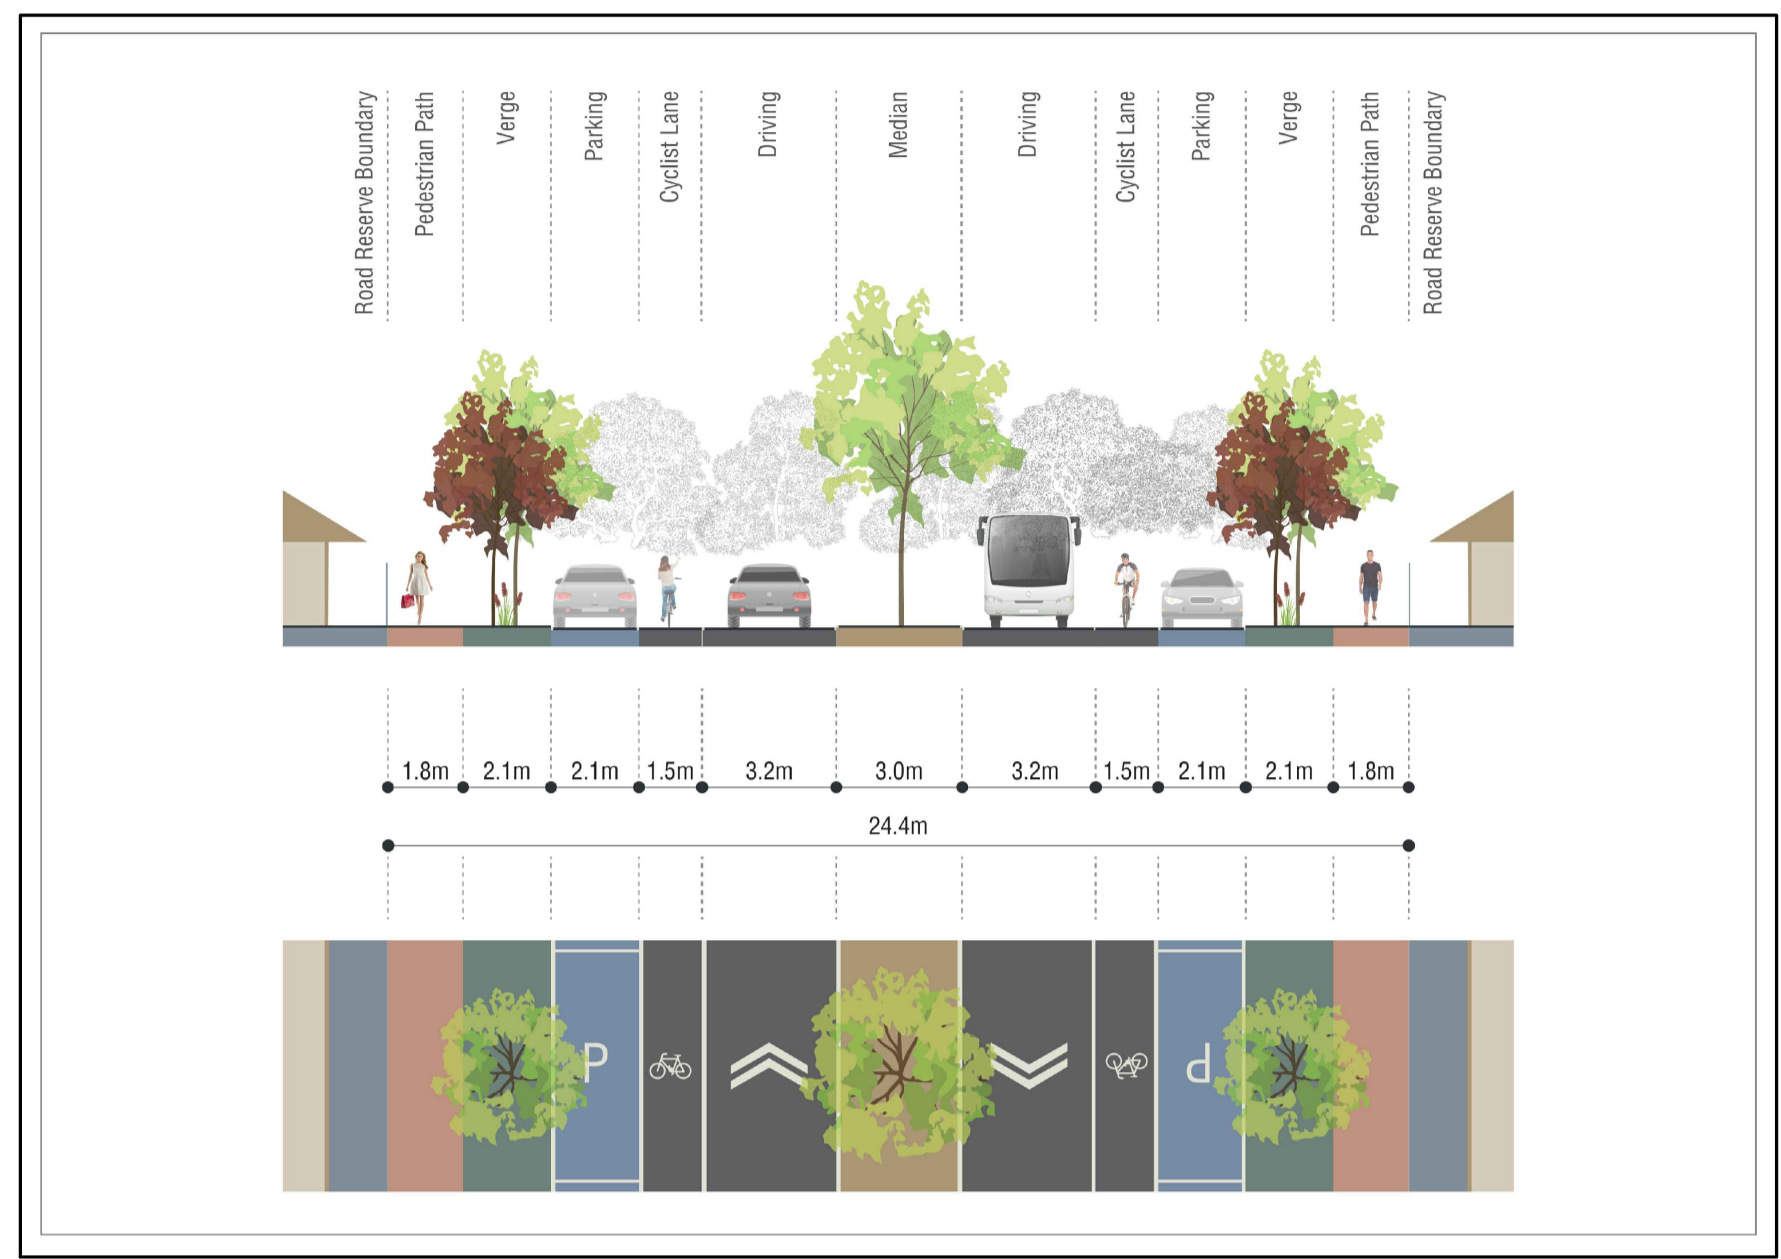 Road Reserve Boundary
Pedestrian Path
Verge
Parking
Cyclist Lane
Driving
Median
Driving
Cyclist Lane
Parking
Verge
Pedestrian Path
Road Reserve Boundary
1.8m
2.1m
2.1m
1.5m
3.2m
3.0m
3.2m
1.5m
2.1m
2.1m
1.8m
24.4m
P
P